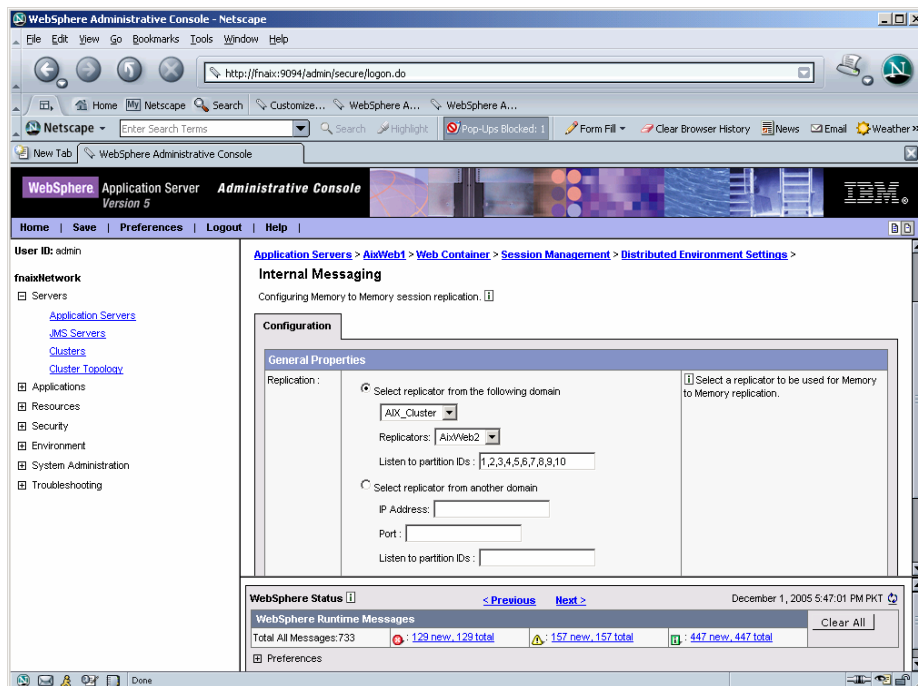 WebSphere Administrative Console - Netscape
File Edit View Go Bookmarks Tools Window Help
http://fnaix:9094/admin/secure/logon.do
N
Home My Netscape Search Customize... WebSphere A... WebSphere A...
N Netscape Enter Search Terms Search Highlight Pop-Ups Blocked: 1 Form Fill Clear Browser History News Email Weather »
New Tab WebSphere Administrative Console
WebSphere Application Server Administrative Console
Version 5
IBM
Home | Save | Preferences | Logout | Help |
User ID: admin
fnaixNetwork
Servers
Application Servers
JMS Servers
Clusters
Cluster Topology
Applications
Resources
Security
Environment
System Administration
Troubleshooting
Application Servers > AixWeb1 > Web Container > Session Management > Distributed Environment Settings >
Internal Messaging
Configuring Memory to Memory session replication. i
Configuration
General Properties
Replication :
Select replicator from the following domain
AIX_Cluster
Replicators: AixWeb2
Listen to partition IDs : 1,2,3,4,5,6,7,8,9,10
Select replicator from another domain
IP Address:
Port :
Listen to partition IDs :
i Select a replicator to be used for Memory
to Memory replication.
WebSphere Status i < Previous Next > December 1, 2005 5:47:01 PM PKT
WebSphere Runtime Messages
Clear All
Total All Messages:733 : 129 new, 129 total : 157 new, 157 total : 447 new, 447 total
Preferences
Done